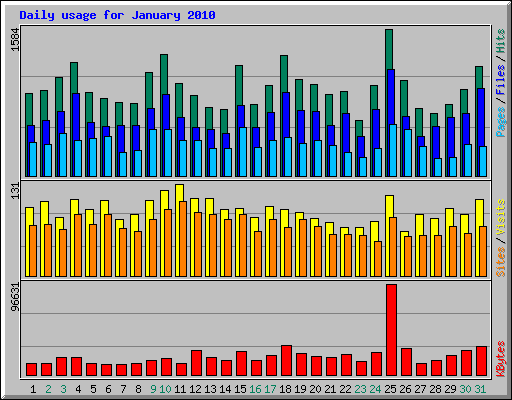 Daily usage for January 2010
1584
Pages / Files / Hits
131
Sites / Visits
96631
KBytes
1 2 3 4 5 6 7 8 9 10 11 12 13 14 15 16 17 18 19 20 21 22 23 24 25 26 27 28 29 30 31